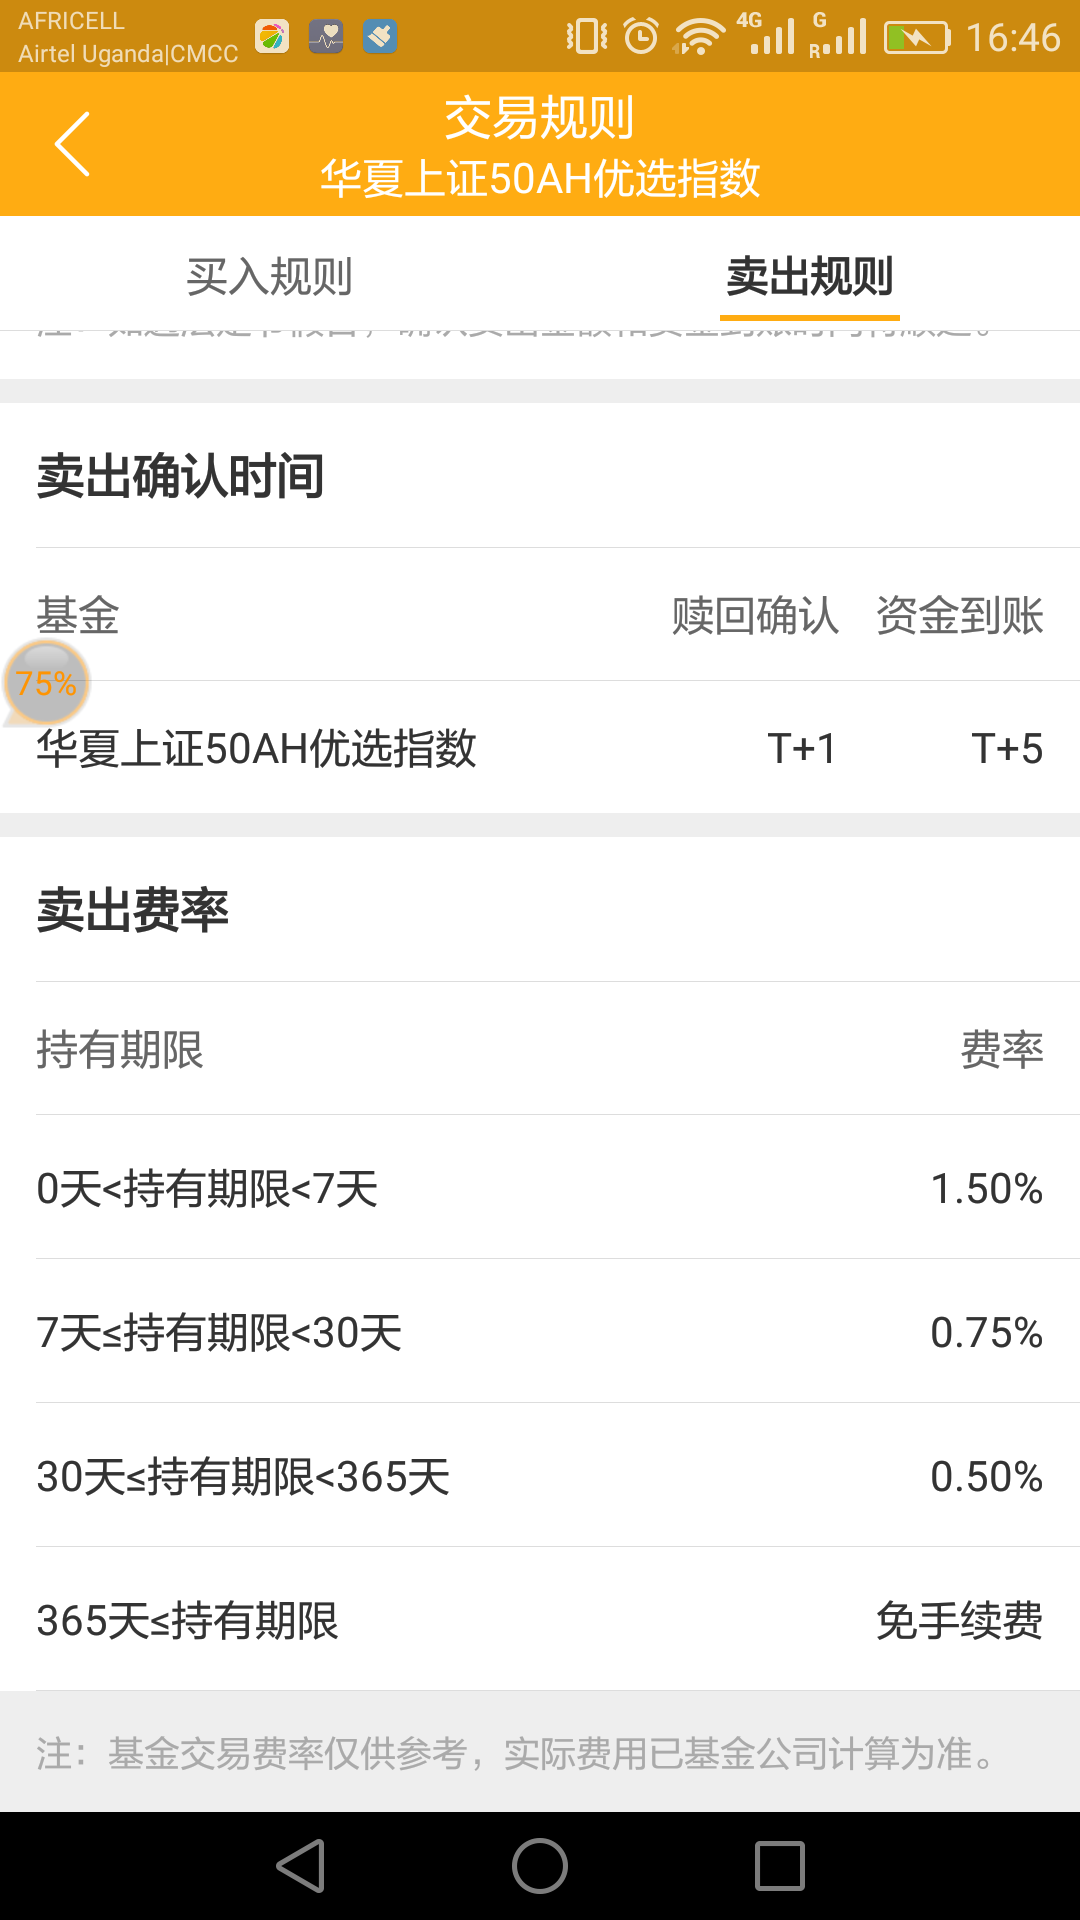 AFRICELL
Airtel Uganda|CMCC
4G
G
R
16:46
交易规则
华夏上证50AH优选指数
买入规则
卖出规则
卖出确认时间
基金
赎回确认
资金到账
75%
华夏上证50AH优选指数
T+1
T+5
卖出费率
持有期限
费率
0天<持有期限<7天
1.50%
7天≤持有期限<30天
0.75%
30天≤持有期限<365天
0.50%
365天≤持有期限
免手续费
注：基金交易费率仅供参考，实际费用已基金公司计算为准。